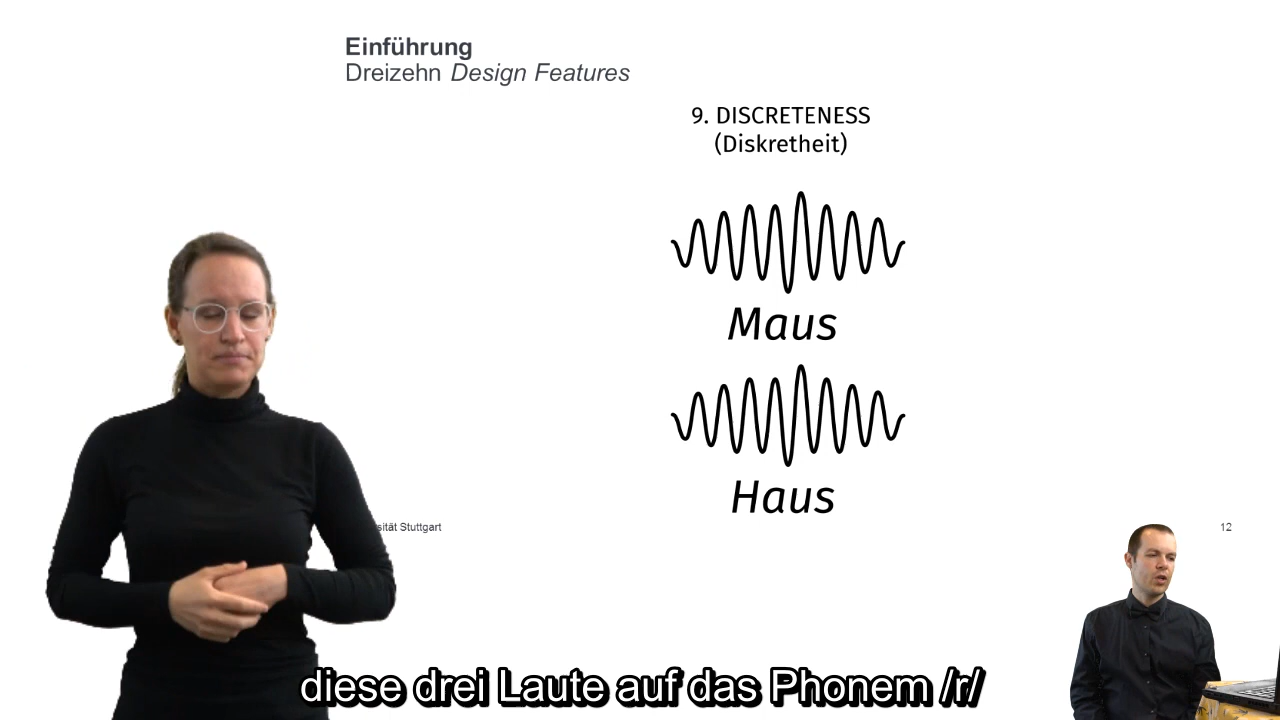 Einführung
Dreizehn Design Features
9. DISCRETENESS
(Diskretheit)
Maus
Haus
sität Stuttgart
12
diese drei Laute auf das Phonem /r/